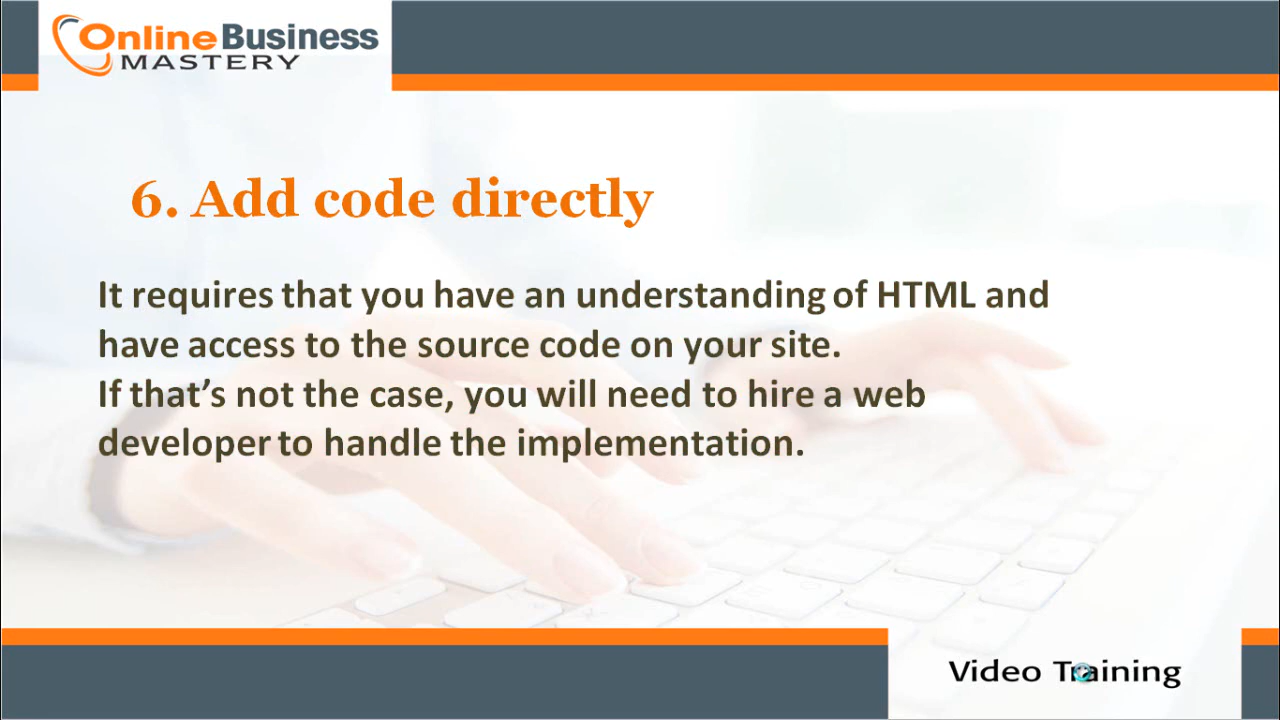 Online Business
MASTERY
6. Add code directly
It requires that you have an understanding of HTML and
have access to the source code on your site.
If that’s not the case, you will need to hire a web
developer to handle the implementation.
Video Training